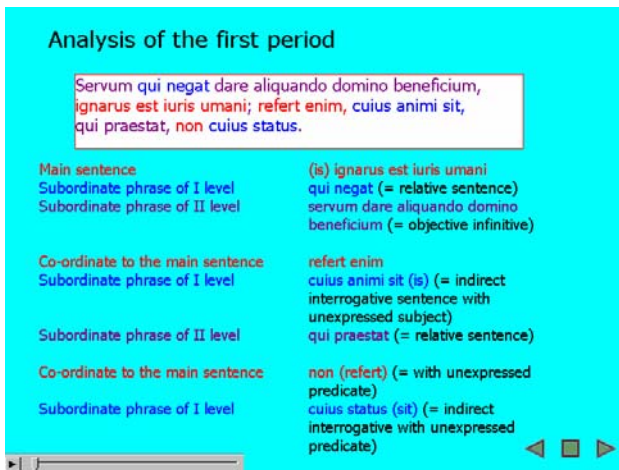 Analysis of the first period
Servum qui negat dare aliquando domino beneficium,
ignarus est iuris umani; refert enim, cuius animi sit,
qui praestat, non cuius status.
Main sentence (is) ignarus est iuris umani
Subordinate phrase of I level qui negat (= relative sentence)
Subordinate phrase of II level servum dare aliquando domino
beneficium (= objective infinitive)
Co-ordinate to the main sentence refert enim
Subordinate phrase of I level cuius animi sit (is) (= indirect
interrogative sentence with
unexpressed subject)
Subordinate phrase of II level qui praestat (= relative sentence)
Co-ordinate to the main sentence non (refert) (= with unexpressed
predicate)
Subordinate phrase of I level cuius status (sit) (= indirect
interrogative with unexpressed
predicate)